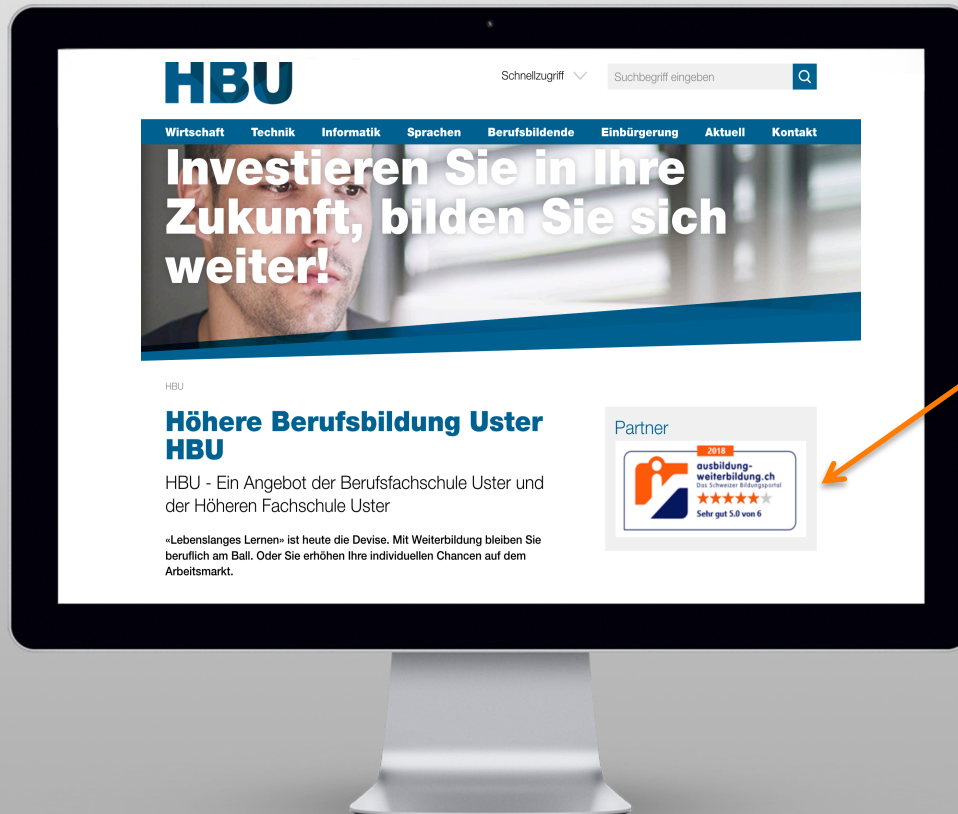 HBU
Schnellzugriff
Suchbegriff eingeben
Wirtschaft Technik Informatik Sprachen Berufsbildende Einbürgerung Aktuell Kontakt
Investieren Sie in Ihre
Zukunft, bilden Sie sich
weiter!
HBU
Höhere Berufsbildung Uster
HBU
HBU - Ein Angebot der Berufsfachschule Uster und
der Höheren Fachschule Uster
«Lebenslanges Lernen» ist heute die Devise. Mit Weiterbildung bleiben Sie
beruflich am Ball. Oder Sie erhöhen Ihre individuellen Chancen auf dem
Arbeitsmarkt.
Partner
2018
ausbildung-
weiterbildung.ch
Das Schweizer Bildungsportal
Sehr gut 5.0 von 6